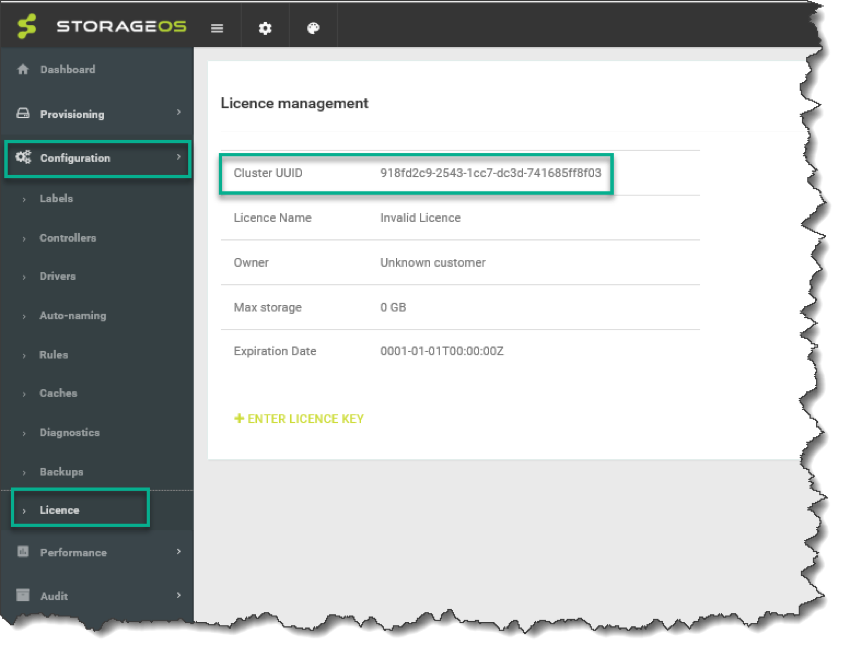 STORAGEOS
Dashboard
Provisioning
Configuration
Labels
Controllers
Drivers
Auto-naming
Rules
Caches
Diagnostics
Backups
Licence
Performance
Audit
Licence management
Cluster UUID 918fd2c9-2543-1cc7-dc3d-741685ff8f03
Licence Name Invalid Licence
Owner Unknown customer
Max storage 0 GB
Expiration Date 0001-01-01T00:00:00Z
+ ENTER LICENCE KEY